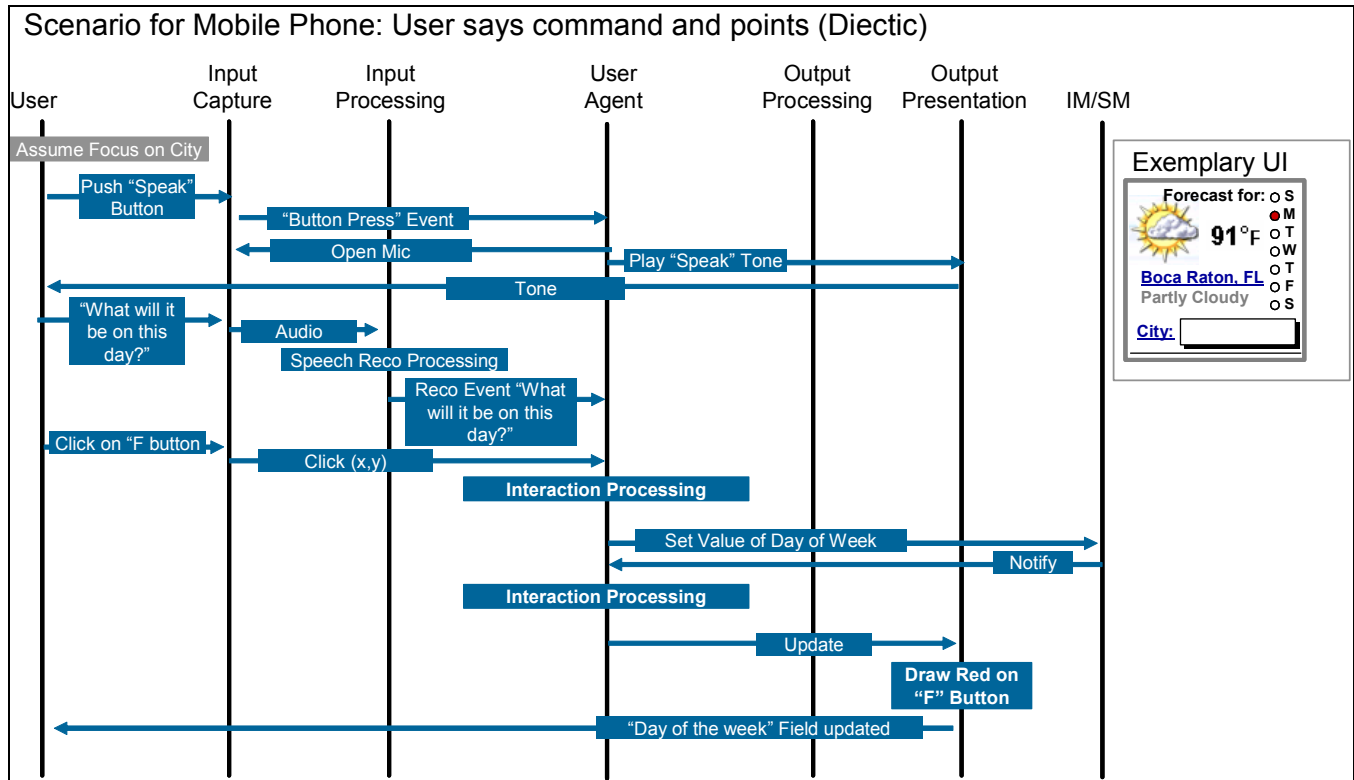 Scenario for Mobile Phone: User says command and points (Diectic)
User
Input
Capture
Input
Processing
User
Agent
Output
Processing
Output
Presentation
IM/SM
Assume Focus on City
Push “Speak”
Button
“Button Press” Event
Open Mic
Play “Speak” Tone
Tone
“What will it
be on this
day?”
Audio
Speech Reco Processing
Reco Event “What
will it be on this
day?”
Click on “F button
Click (x,y)
Interaction Processing
Set Value of Day of Week
Notify
Interaction Processing
Update
Draw Red on
“F” Button
“Day of the week” Field updated
Exemplary UI
Forecast for:
S
M
T
W
T
F
S
91°F
Boca Raton, FL
Partly Cloudy
City: